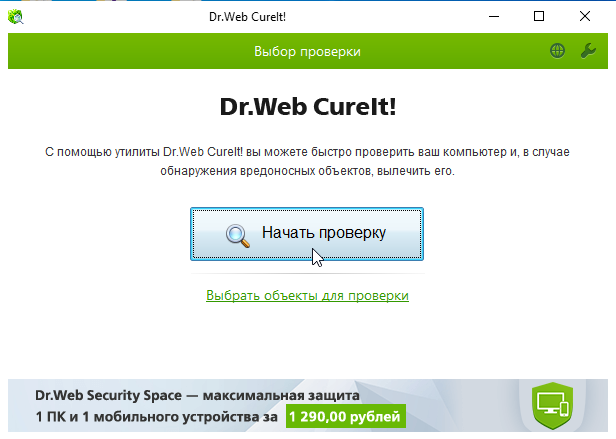 Dr.Web CureIt!
Выбор проверки
Dr.Web CureIt!
С помощью утилиты Dr.Web CureIt! вы можете быстро проверить ваш компьютер и, в случае
обнаружения вредоносных объектов, вылечить его.
Начать проверку
Выбрать объекты для проверки
Dr.Web Security Space — максимальная защита
1 ПК и 1 мобильного устройства за 1 290,00 рублей